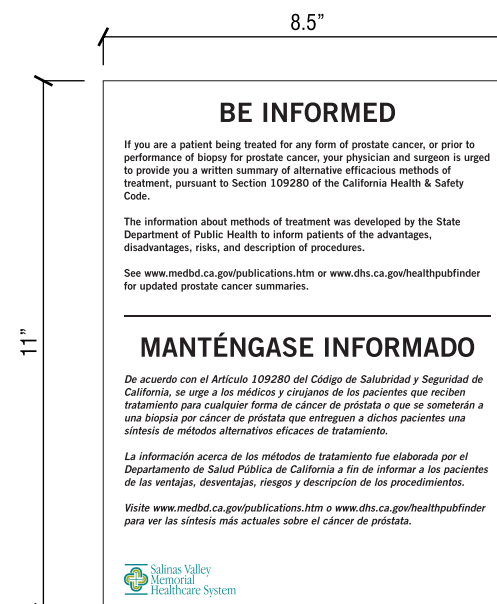 8.5”
11”
BE INFORMED
If you are a patient being treated for any form of prostate cancer, or prior to
performance of biopsy for prostate cancer, your physician and surgeon is urged
to provide you a written summary of alternative efficacious methods of
treatment, pursuant to Section 109280 of the California Health & Safety
Code.
The information about methods of treatment was developed by the State
Department of Public Health to inform patients of the advantages,
disadvantages, risks, and description of procedures.
See www.medbd.ca.gov/publications.htm or www.dhs.ca.gov/healthpubfinder
for updated prostate cancer summaries.
MANTÉNGASE INFORMADO
De acuerdo con el Artículo 109280 del Código de Salubridad y Seguridad de
California, se urge a los médicos y cirujanos de los pacientes que reciben
tratamiento para cualquier forma de cáncer de próstata o que se someterán a
una biopsia por cáncer de próstata que entreguen a dichos pacientes una
síntesis de métodos alternativos eficaces de tratamiento.
La información acerca de los métodos de tratamiento fue elaborada por el
Departamento de Salud Pública de California a fin de informar a los pacientes
de las ventajas, desventajas, riesgos y descripcíon de los procedimientos.
Visite www.medbd.ca.gov/publications.htm o www.dhs.ca.gov/healthpubfinder
para ver las síntesis más actuales sobre el cáncer de próstata.
Salinas Valley
Memorial
Healthcare System